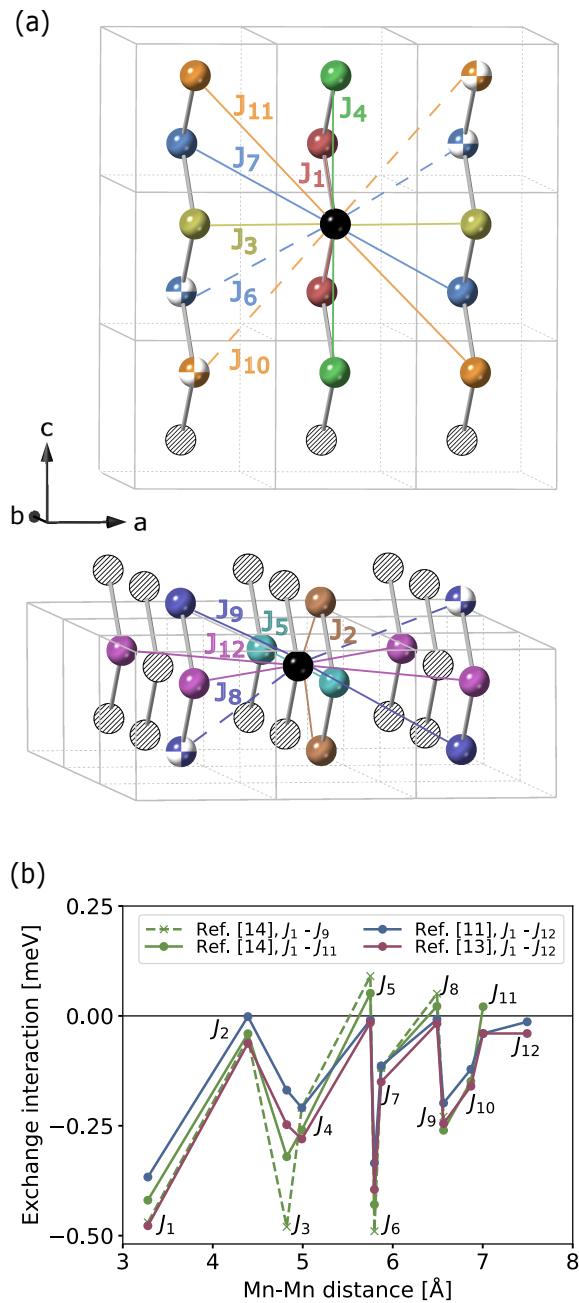 (a)
J11
J4
J7
J1
J3
J6
J10
c
b
a
J9
J5
J2
J12
J8
(b)
Exchange interaction [meV]
0.25
0.00
−0.25
−0.50
Ref. [14], J1 - J9
Ref. [14], J1 - J11
Ref. [11], J1 - J12
Ref. [13], J1 - J12
J1
J2
J3
J4
J5
J6
J7
J8
J9
J10
J11
J12
3 4 5 6 7 8
Mn-Mn distance [Å]